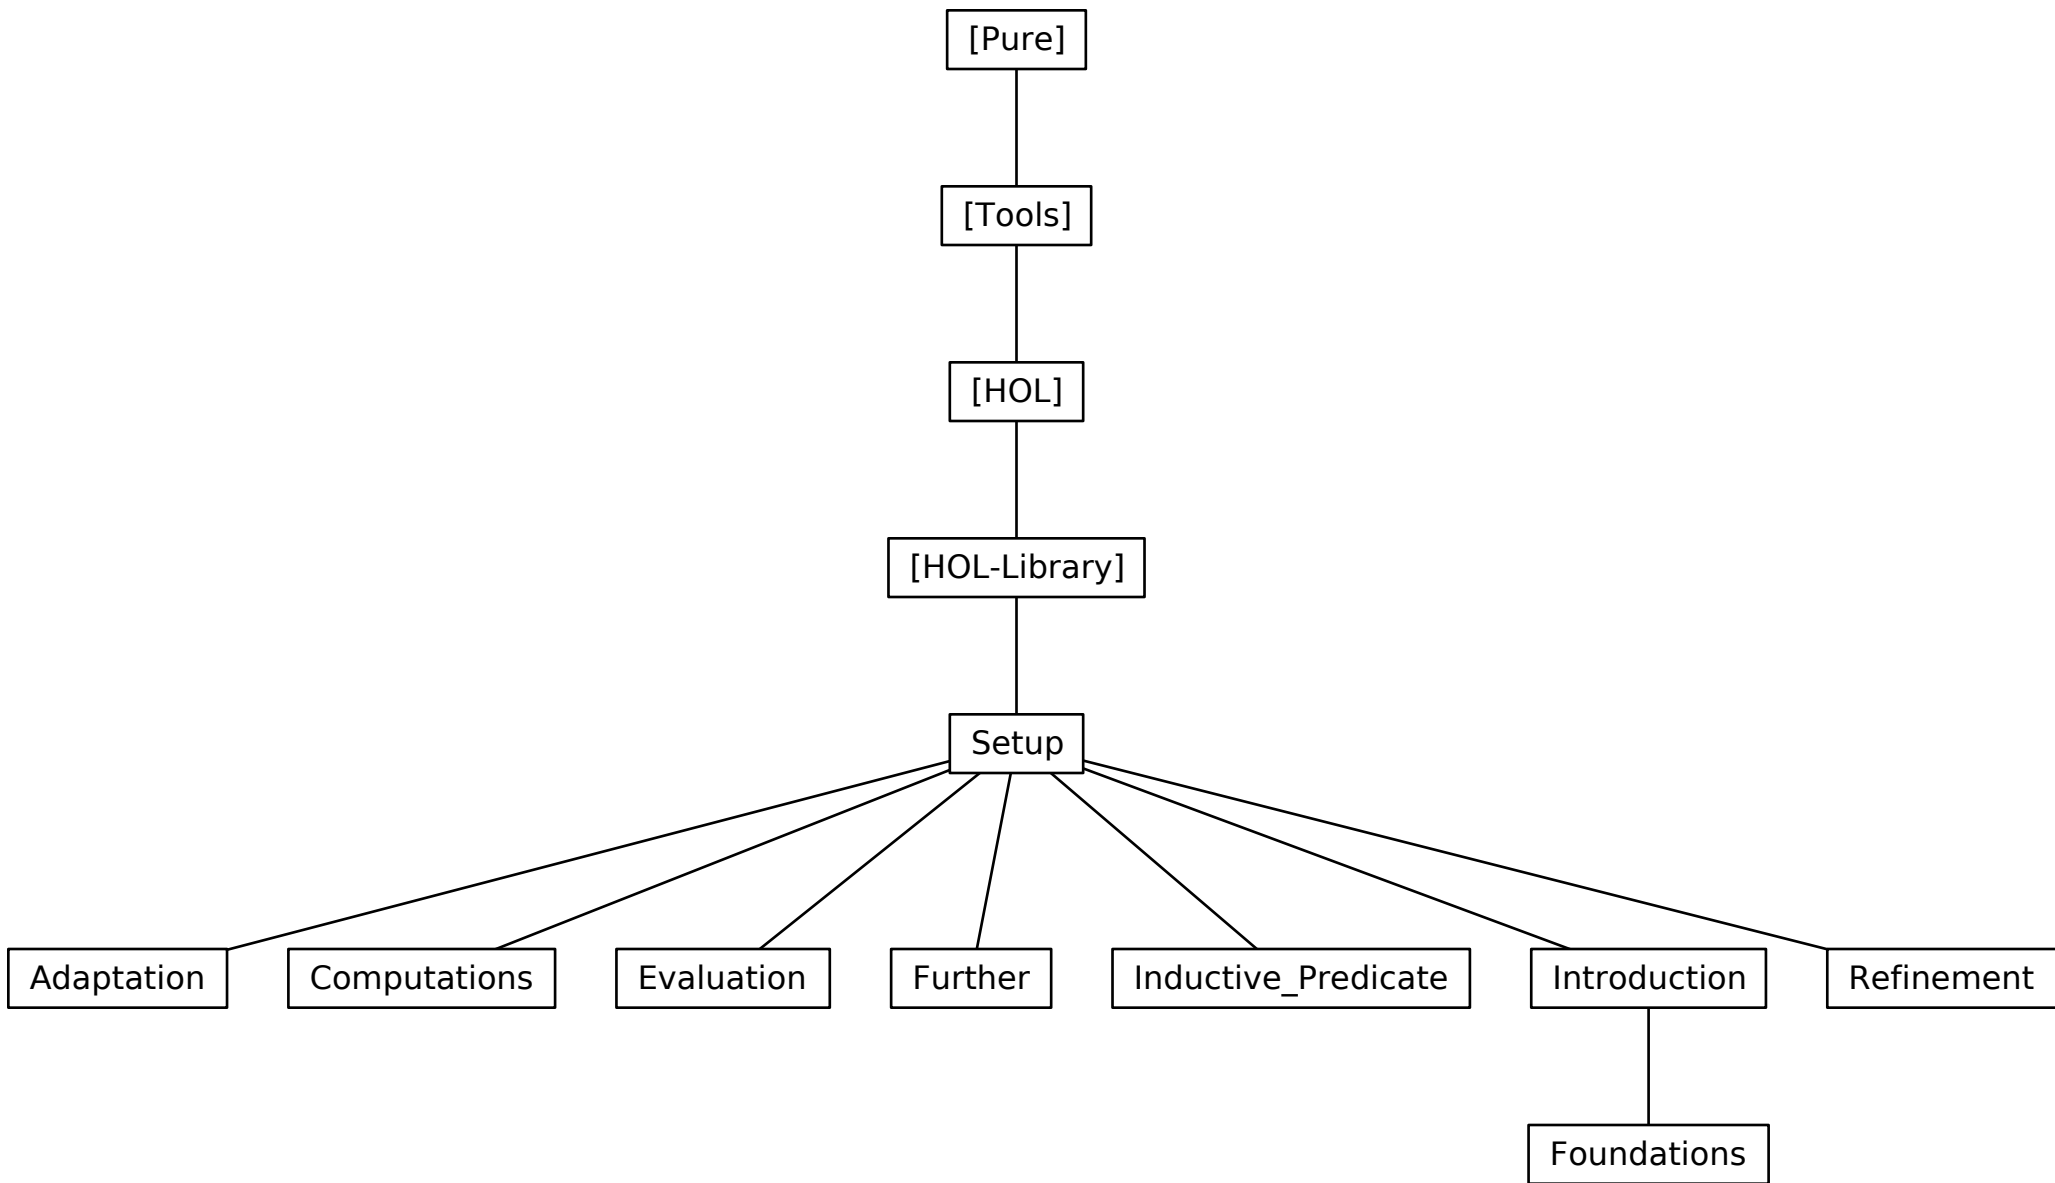 [Pure]
[Tools]
[HOL]
[HOL-Library]
Setup
Adaptation
Computations
Evaluation
Further
Inductive_Predicate
Introduction
Refinement
Foundations